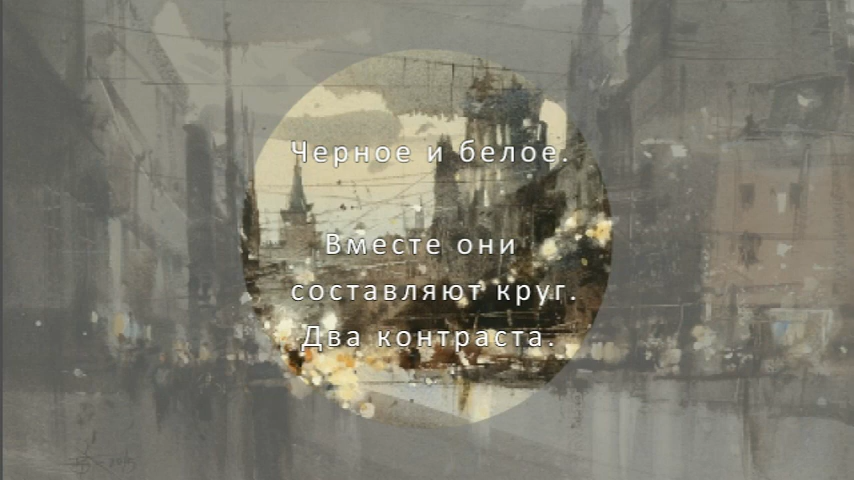 Черное и белое.
Вместе они
составляют круг.
Два контраста.